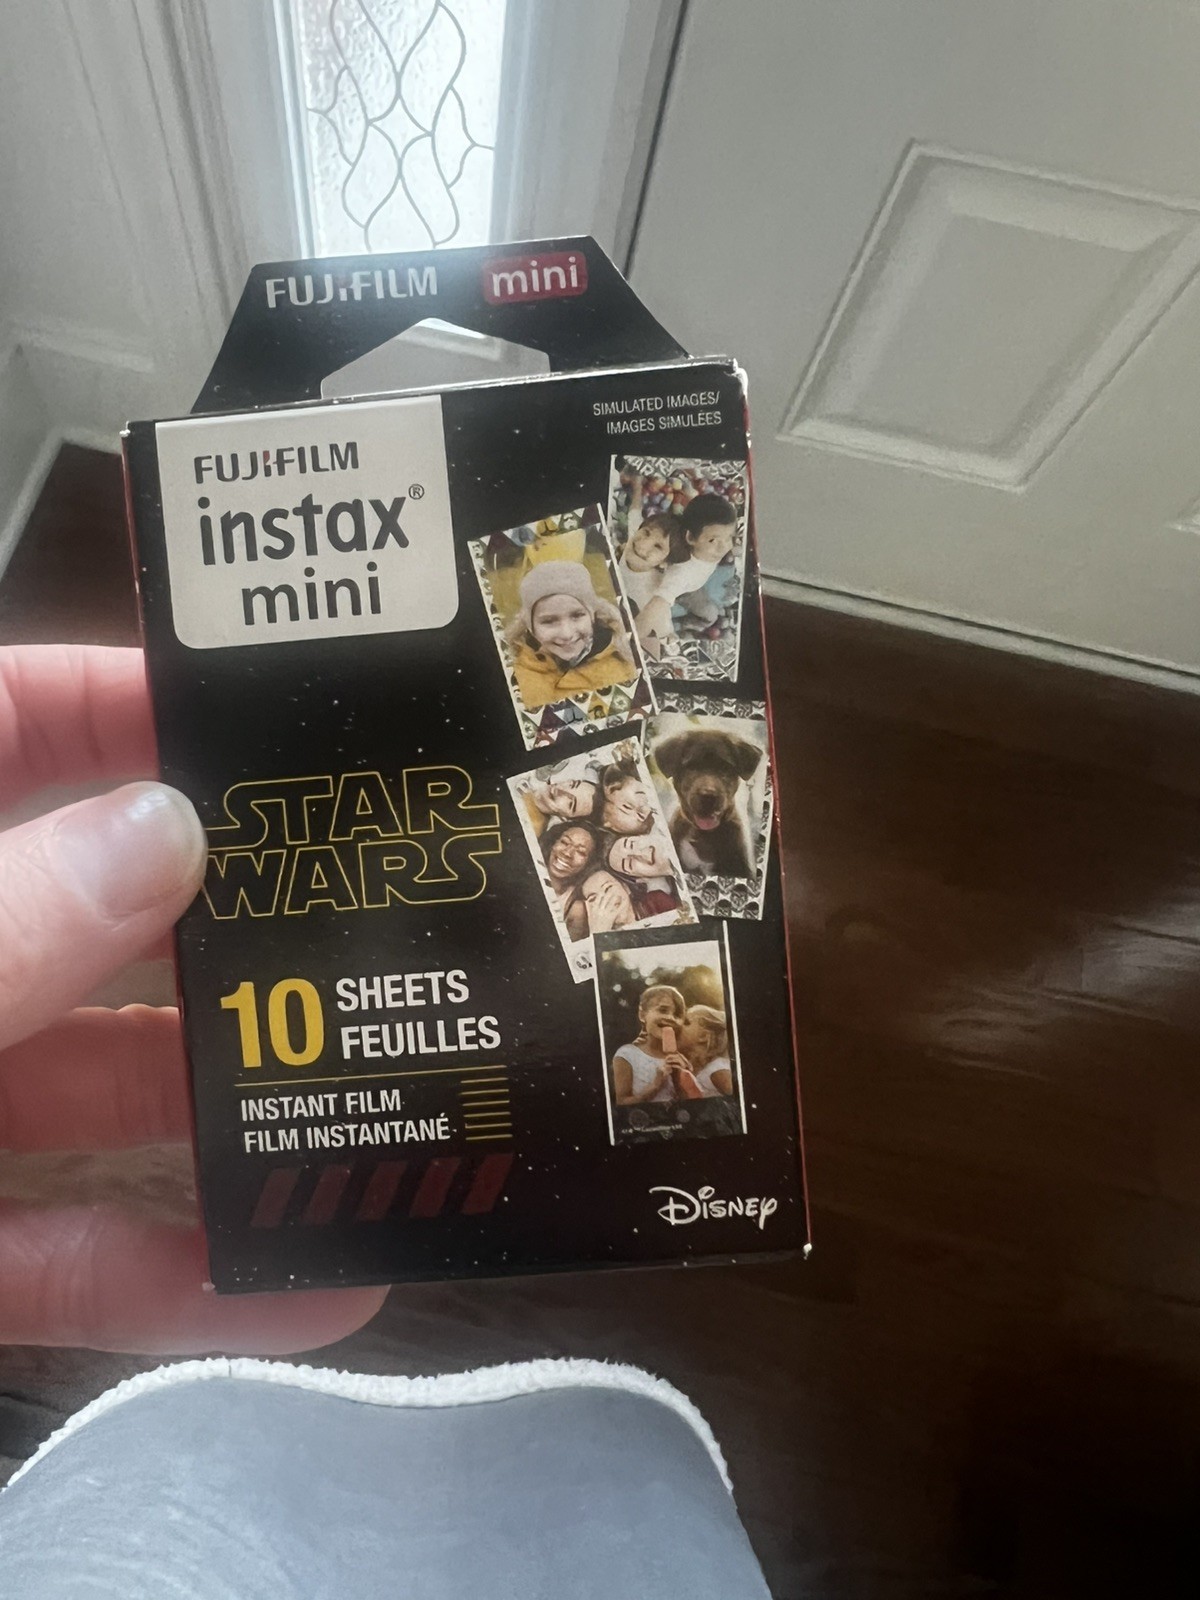 FUJIFILM mini
SIMULATED IMAGES/
IMAGES SIMULÉES
FUJIFILM
instax®
mini
STAR
WARS
10 SHEETS
FEUILLES
INSTANT FILM
FILM INSTANTANÉ
Disney